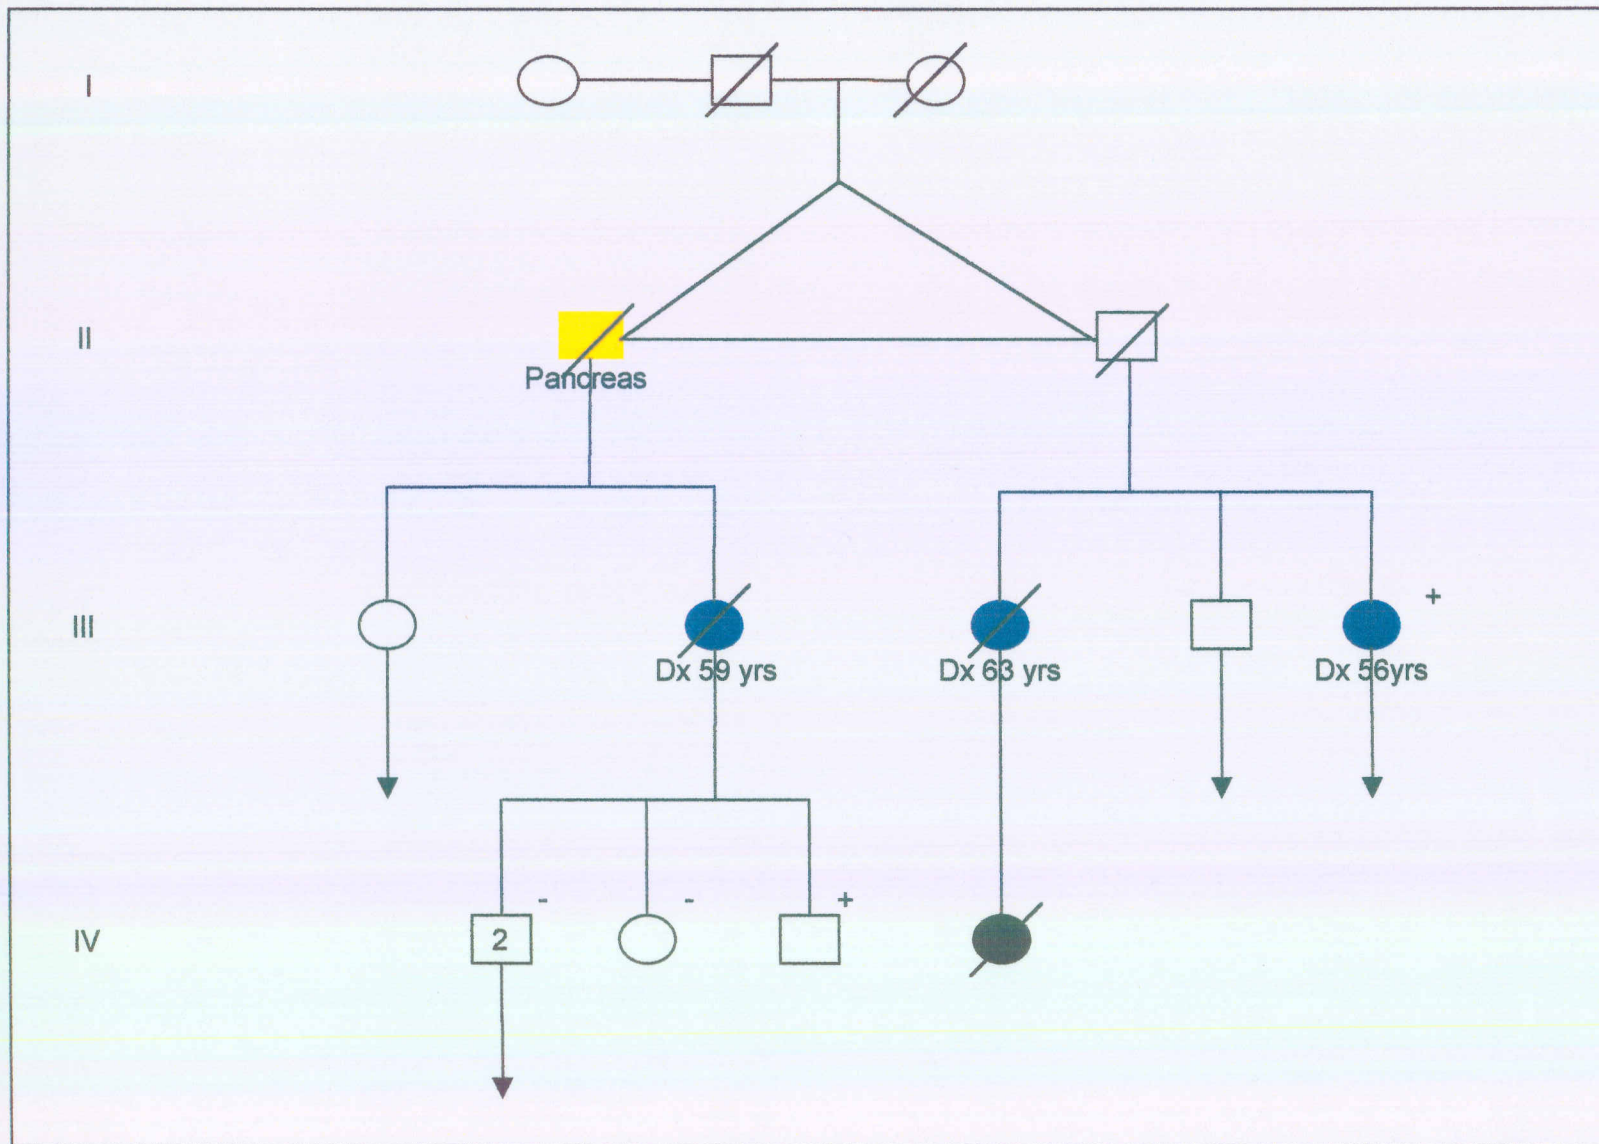 I
II
Pancreas
III
+
Dx 59 yrs
Dx 63 yrs
Dx 56yrs
- - +
IV
2